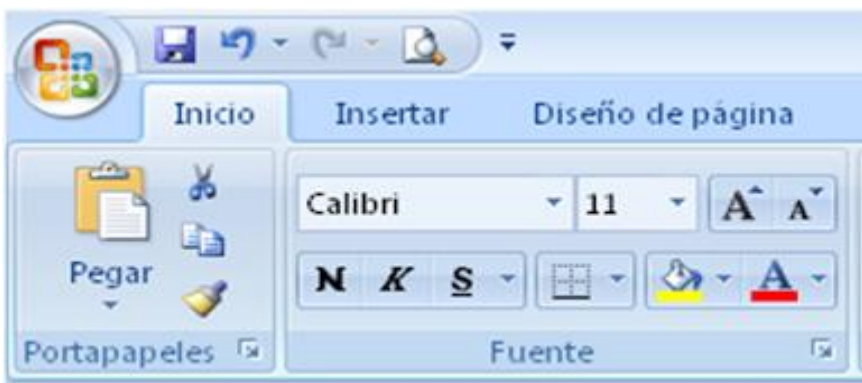 Inicio Insertar Diseño de página
Calibri 11 A A
Pegar
N K S A
Portapapeles Fuente